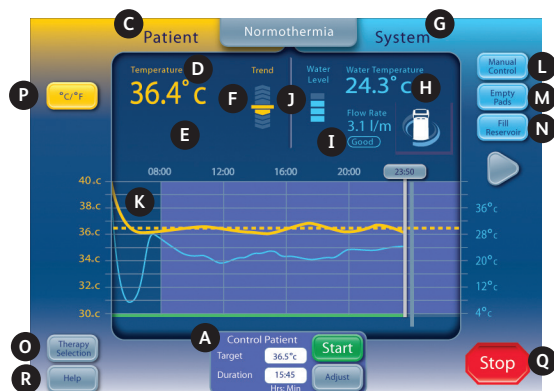 C Normothermia G
Patient System
Temperature D Trend Water Level Water Temperature
36.4°c F J 24.3°c H
E Flow Rate
I 3.1 l/m
Good
Manual Control L
Empty Pads M
Fill Reservoir N
P °C/°F
08:00 12:00 16:00 20:00 23:50
40.c
38.c K 36°c
36.c 28°c
34.c 20°c
32.c 12°c
30.c 4°c
O Therapy Selection
R Help
A Control Patient
Target 36.5°c Start
Duration 15:45 Adjust
Hrs: Min
Stop Q